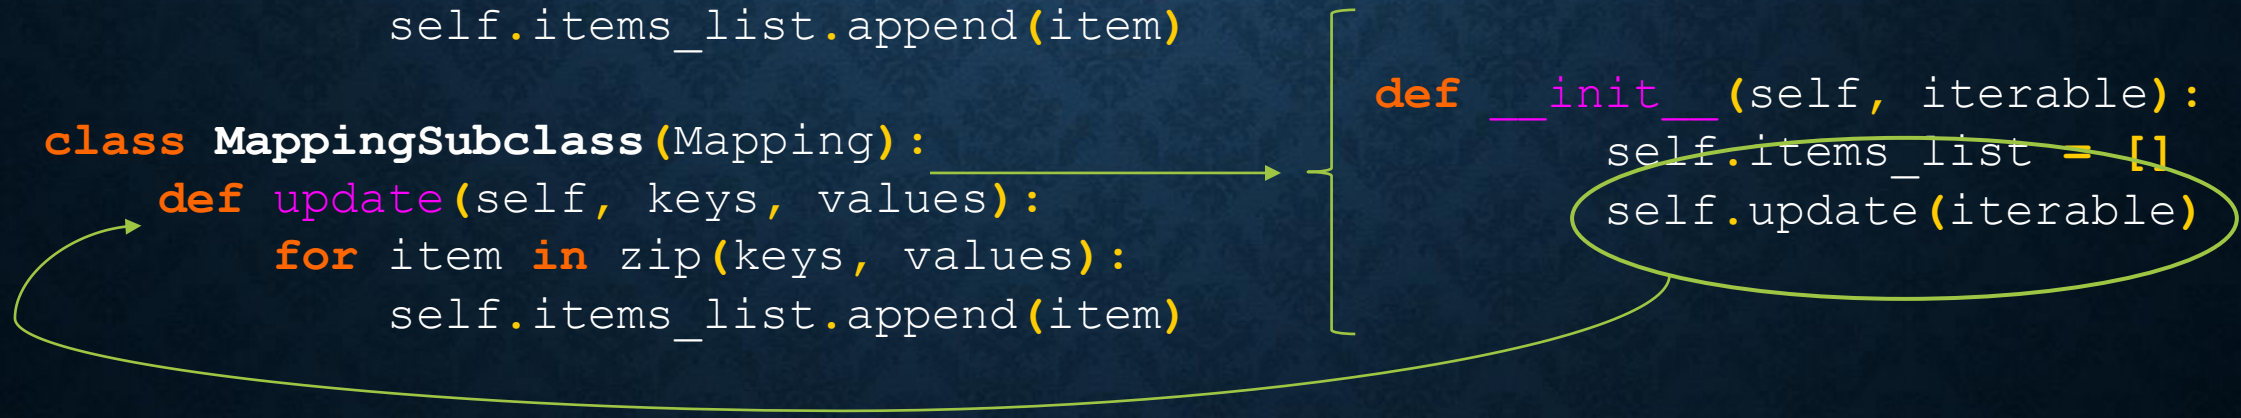 self.items_list.append(item)
class MappingSubclass(Mapping):
def update(self, keys, values):
for item in zip(keys, values):
self.items_list.append(item)
def __init__(self, iterable):
self.items_list = []
self.update(iterable)